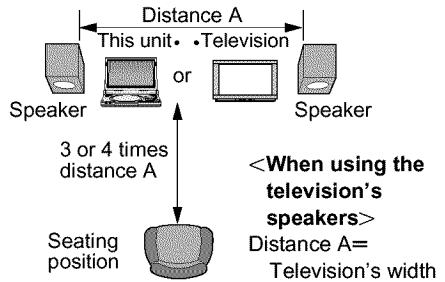 Distance A
This unit• •Television
or
Speaker
Speaker
3 or 4 times
distance A
<When using the
television's
speakers>
Distance A=
Television's width
Seating
position